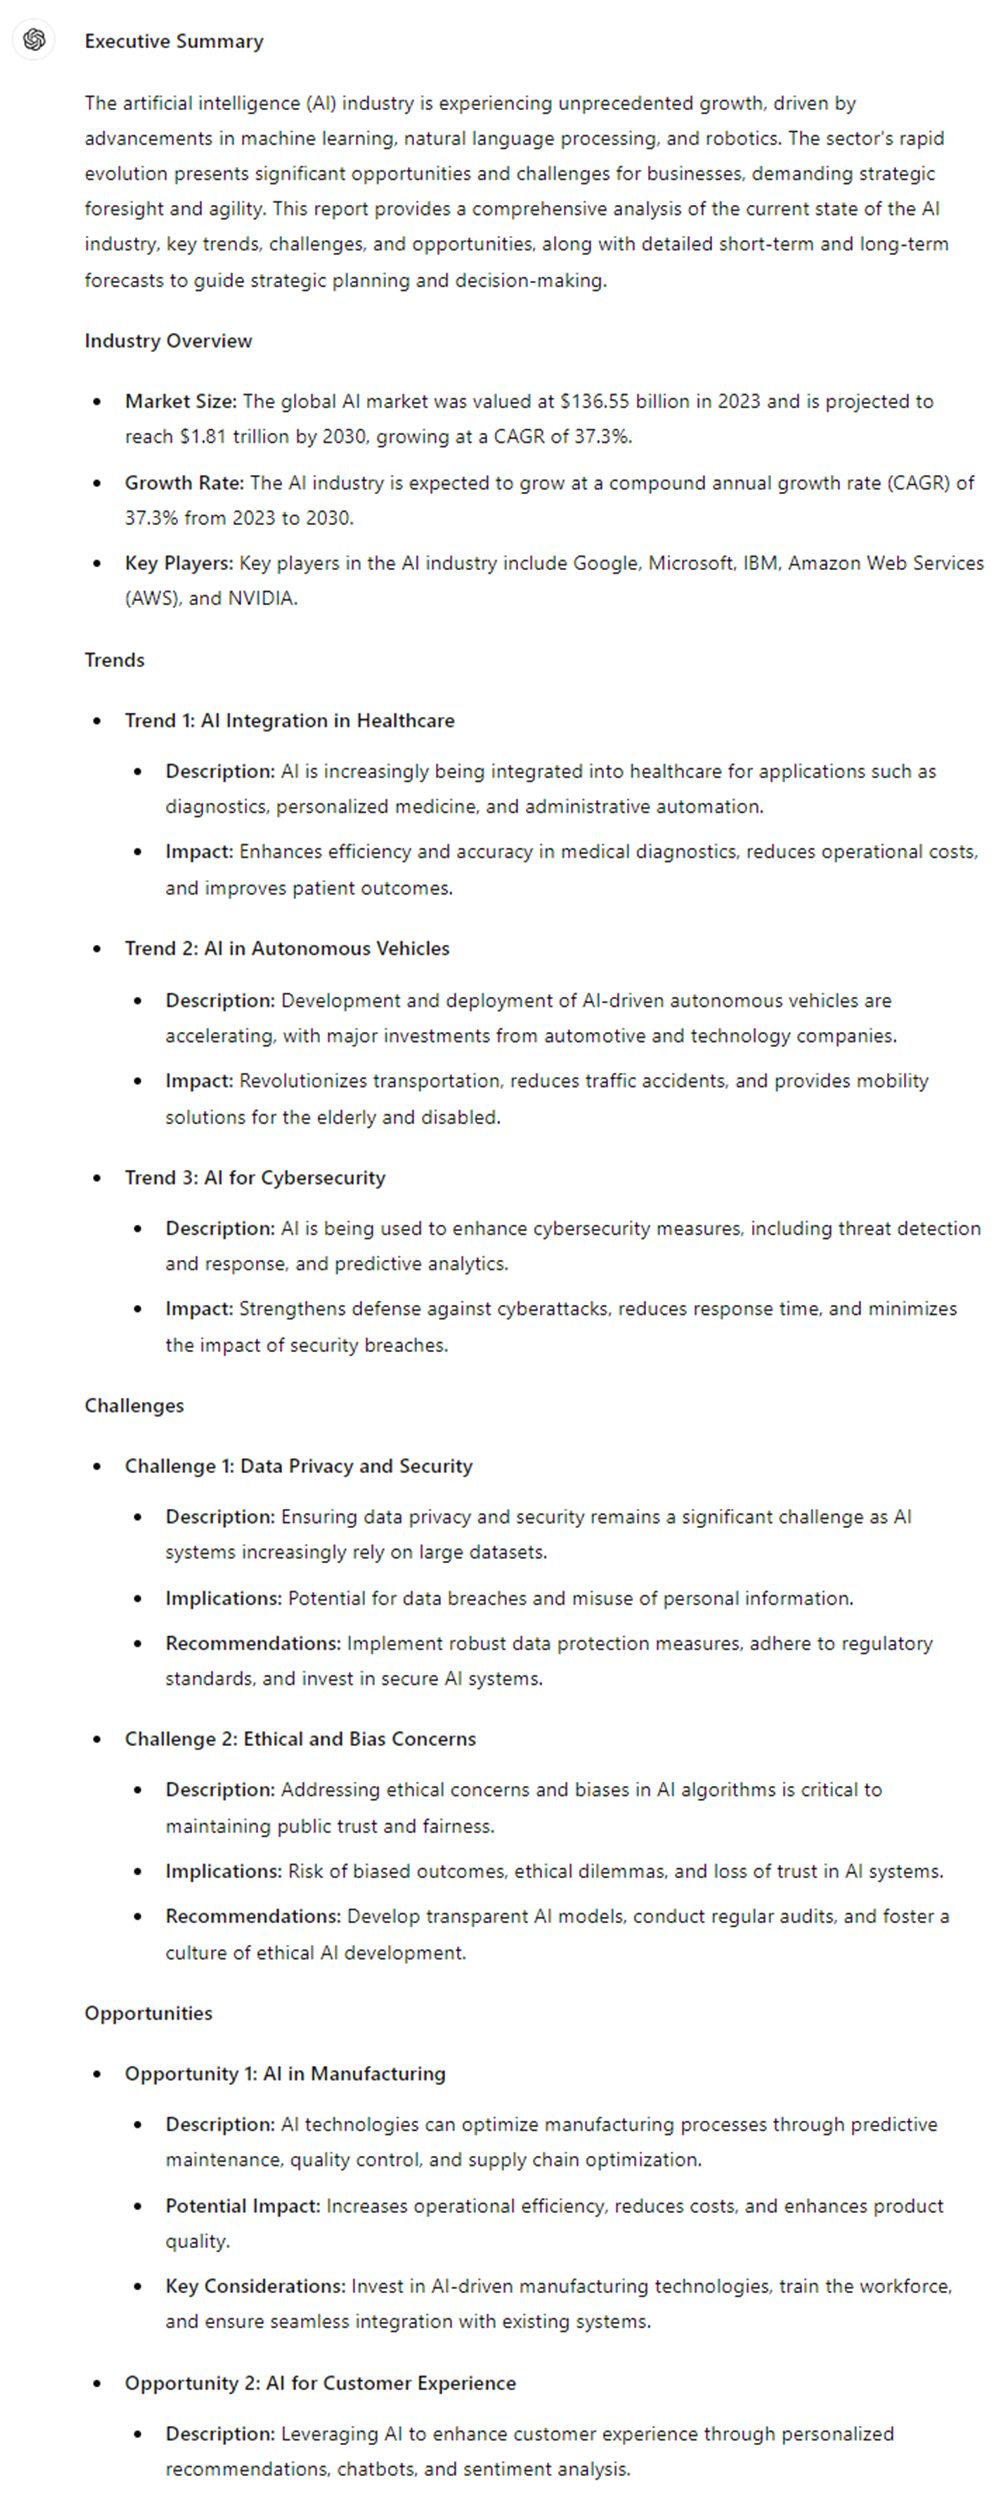 Executive Summary
The artificial intelligence (AI) industry is experiencing unprecedented growth, driven by
advancements in machine learning, natural language processing, and robotics. The sector's rapid
evolution presents significant opportunities and challenges for businesses, demanding strategic
foresight and agility. This report provides a comprehensive analysis of the current state of the AI
industry, key trends, challenges, and opportunities, along with detailed short-term and long-term
forecasts to guide strategic planning and decision-making.
Industry Overview
• Market Size: The global AI market was valued at $136.55 billion in 2023 and is projected to
reach $1.81 trillion by 2030, growing at a CAGR of 37.3%.
• Growth Rate: The AI industry is expected to grow at a compound annual growth rate (CAGR) of
37.3% from 2023 to 2030.
• Key Players: Key players in the AI industry include Google, Microsoft, IBM, Amazon Web Services
(AWS), and NVIDIA.
Trends
• Trend 1: AI Integration in Healthcare
• Description: AI is increasingly being integrated into healthcare for applications such as
diagnostics, personalized medicine, and administrative automation.
• Impact: Enhances efficiency and accuracy in medical diagnostics, reduces operational costs,
and improves patient outcomes.
• Trend 2: AI in Autonomous Vehicles
• Description: Development and deployment of AI-driven autonomous vehicles are
accelerating, with major investments from automotive and technology companies.
• Impact: Revolutionizes transportation, reduces traffic accidents, and provides mobility
solutions for the elderly and disabled.
• Trend 3: AI for Cybersecurity
• Description: AI is being used to enhance cybersecurity measures, including threat detection
and response, and predictive analytics.
• Impact: Strengthens defense against cyberattacks, reduces response time, and minimizes
the impact of security breaches.
Challenges
• Challenge 1: Data Privacy and Security
• Description: Ensuring data privacy and security remains a significant challenge as AI
systems increasingly rely on large datasets.
• Implications: Potential for data breaches and misuse of personal information.
• Recommendations: Implement robust data protection measures, adhere to regulatory
standards, and invest in secure AI systems.
• Challenge 2: Ethical and Bias Concerns
• Description: Addressing ethical concerns and biases in AI algorithms is critical to
maintaining public trust and fairness.
• Implications: Risk of biased outcomes, ethical dilemmas, and loss of trust in AI systems.
• Recommendations: Develop transparent AI models, conduct regular audits, and foster a
culture of ethical AI development.
Opportunities
• Opportunity 1: AI in Manufacturing
• Description: AI technologies can optimize manufacturing processes through predictive
maintenance, quality control, and supply chain optimization.
• Potential Impact: Increases operational efficiency, reduces costs, and enhances product
quality.
• Key Considerations: Invest in AI-driven manufacturing technologies, train the workforce,
and ensure seamless integration with existing systems.
• Opportunity 2: AI for Customer Experience
• Description: Leveraging AI to enhance customer experience through personalized
recommendations, chatbots, and sentiment analysis.